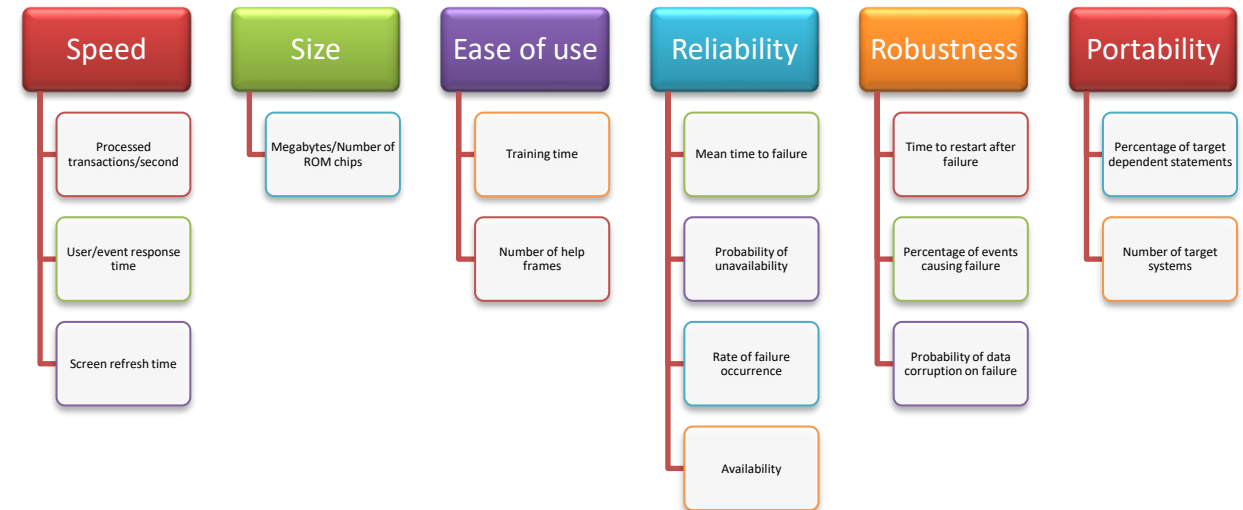 Speed
Processed
transactions/second
User/event response
time
Screen refresh time
Size
Megabytes/Number of
ROM chips
Ease of use
Training time
Number of help
frames
Reliability
Mean time to failure
Probability of
unavailability
Rate of failure
occurrence
Availability
Robustness
Time to restart after
failure
Percentage of events
causing failure
Probability of data
corruption on failure
Portability
Percentage of target
dependent statements
Number of target
systems